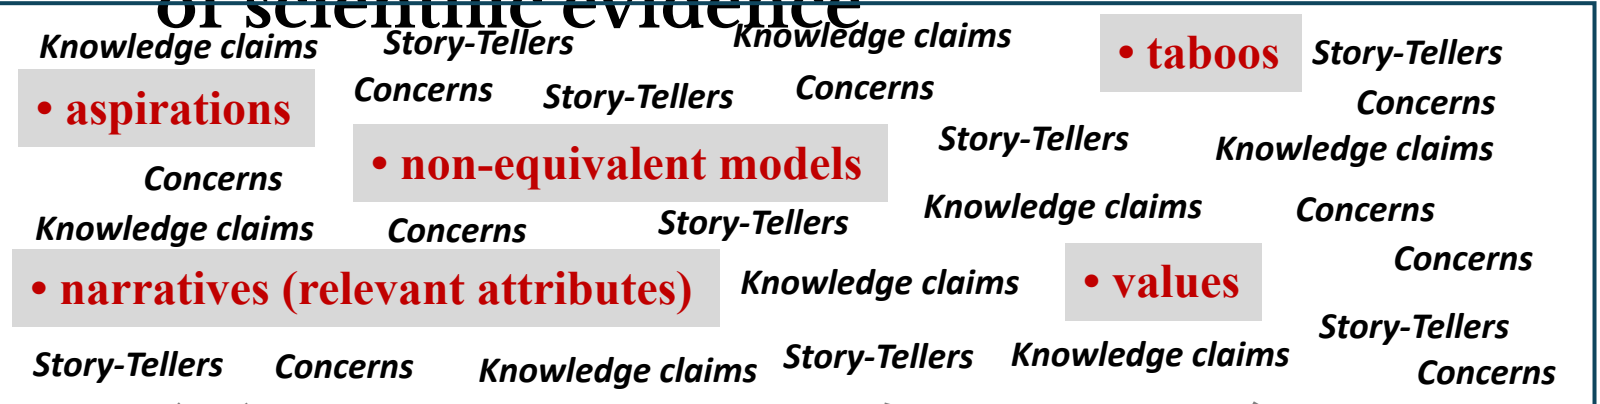 of scientific evidence
Knowledge claims Story-Tellers Knowledge claims • taboos Story-Tellers
• aspirations Concerns Story-Tellers Concerns Concerns
• non-equivalent models Story-Tellers Knowledge claims
Concerns
Knowledge claims Concerns Story-Tellers Knowledge claims Concerns
• narratives (relevant attributes) Knowledge claims • values Concerns
Story-Tellers
Story-Tellers Concerns Knowledge claims Story-Tellers Knowledge claims Concerns